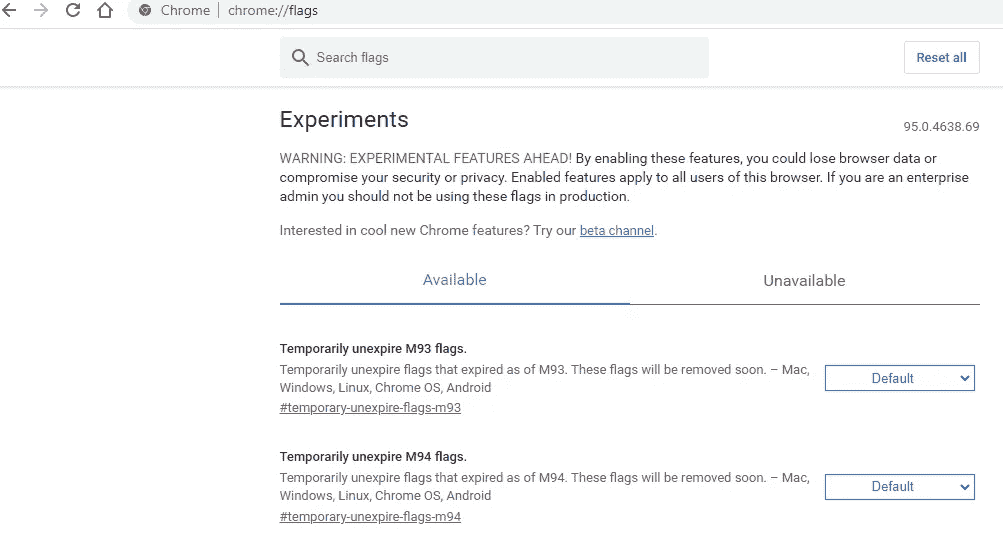 Chrome | chrome://flags
Search flags
Reset all
Experiments
95.0.4638.69
WARNING: EXPERIMENTAL FEATURES AHEAD! By enabling these features, you could lose browser data or
compromise your security or privacy. Enabled features apply to all users of this browser. If you are an enterprise
admin you should not be using these flags in production.
Interested in cool new Chrome features? Try our beta channel.
Available
Unavailable
Temporarily unexpire M93 flags.
Temporarily unexpire flags that expired as of M93. These flags will be removed soon. – Mac,
Windows, Linux, Chrome OS, Android
#temporary-unexpire-flags-m93
Default
Temporarily unexpire M94 flags.
Temporarily unexpire flags that expired as of M94. These flags will be removed soon. – Mac,
Windows, Linux, Chrome OS, Android
#temporary-unexpire-flags-m94
Default